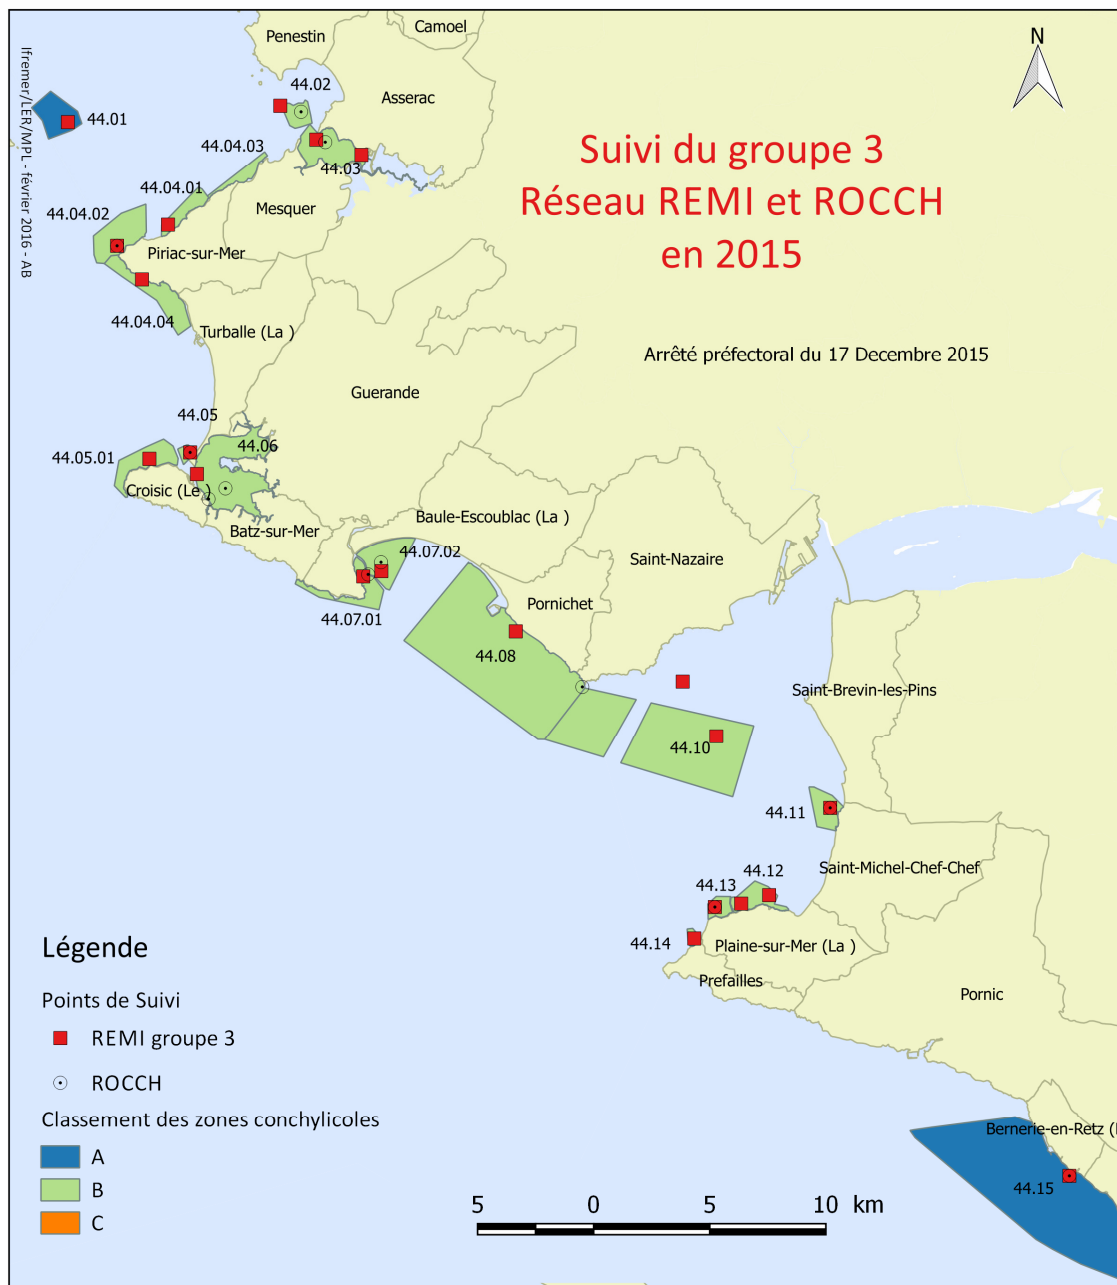 Camoel
Penestin
N
Ifremer/LER/MPL - février 2016 - AB
44.02
Asserac
44.01
Suivi du groupe 3
Réseau REMI et ROCCH
en 2015
44.04.03
44.03
44.04.01
Mesquer
44.04.02
Piriac-sur-Mer
44.04.04
Turballe (La )
Arrêté préfectoral du 17 Decembre 2015
Guerande
44.05
44.06
44.05.01
Croisic (Le )
Batz-sur-Mer
Baule-Escoublac (La )
44.07.02
Saint-Nazaire
Pornichet
44.07.01
44.08
Saint-Brevin-les-Pins
44.10
44.11
Saint-Michel-Chef-Chef
44.12
44.13
44.14
Plaine-sur-Mer (La )
Prefailles
Pornic
Légende
Points de Suivi
REMI groupe 3
ROCCH
Classement des zones conchylicoles
A
B
C
Bernerie-en-Retz (
44.15
5 0 5 10 km